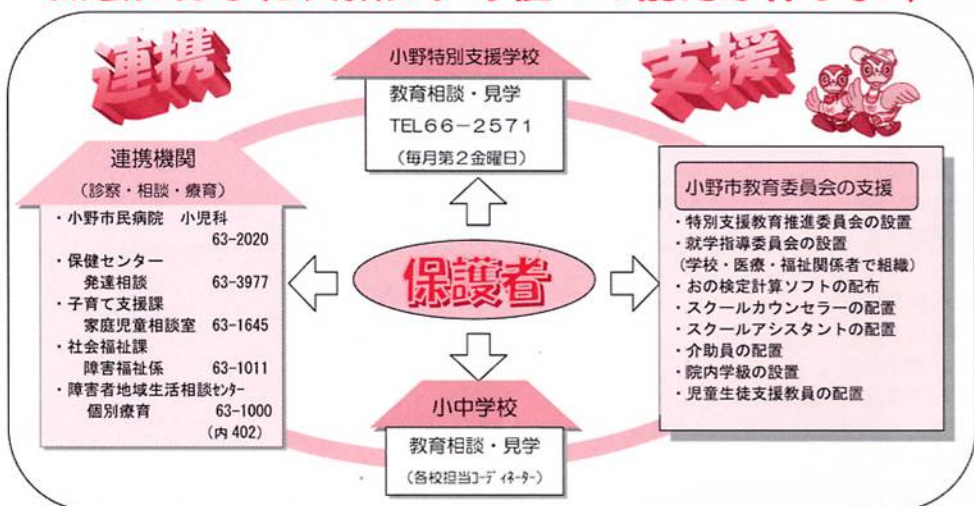 連携
支援
小野特別支援学校
教育相談・見学
TEL66-2571
(毎月第2金曜日)
連携機関
(診察・相談・療育)
・小野市民病院 小児科
63-2020
・保健センター
発達相談 63-3977
・子育て支援課
家庭児童相談室 63-1645
・社会福祉課
障害福祉係 63-1011
・障害者地域生活相談センター
個別療育 63-1000
(内402)
保護者
小野市教育委員会の支援
・特別支援教育推進委員会の設置
・就学指導委員会の設置
(学校・医療・福祉関係者で組織)
・おの検定計算ソフトの配布
・スクールカウンセラーの配置
・スクールアシスタントの配置
・介助員の配置
・院内学級の設置
・児童生徒支援教員の配置
小中学校
教育相談・見学
(各校担当コーディネーター)